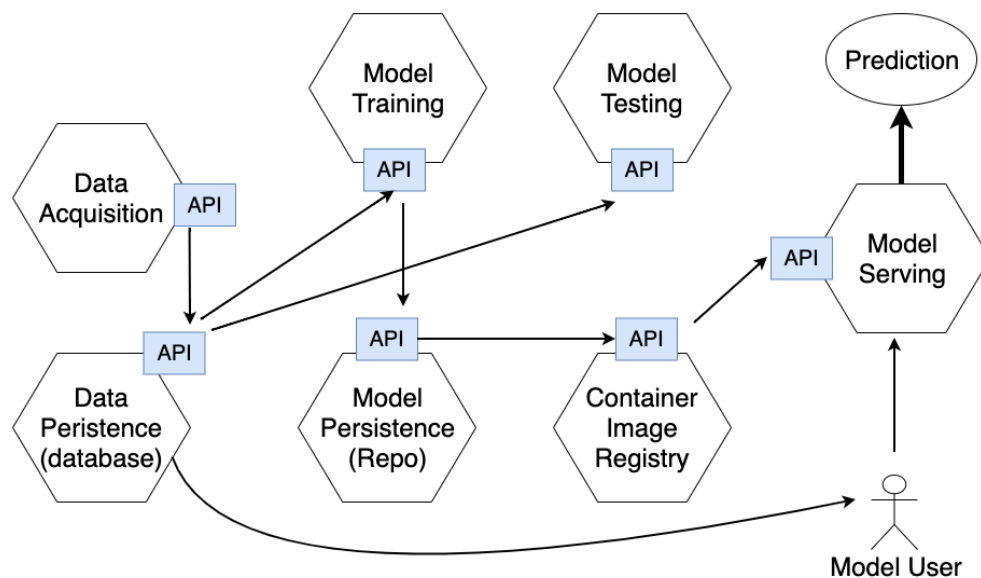 Model
Training
API
Model
Testing
API
Prediction
Data
Acquisition
API
API
Model
Serving
API
Data
Peristence
(database)
API
Model
Persistence
(Repo)
API
Container
Image
Registry
Model User